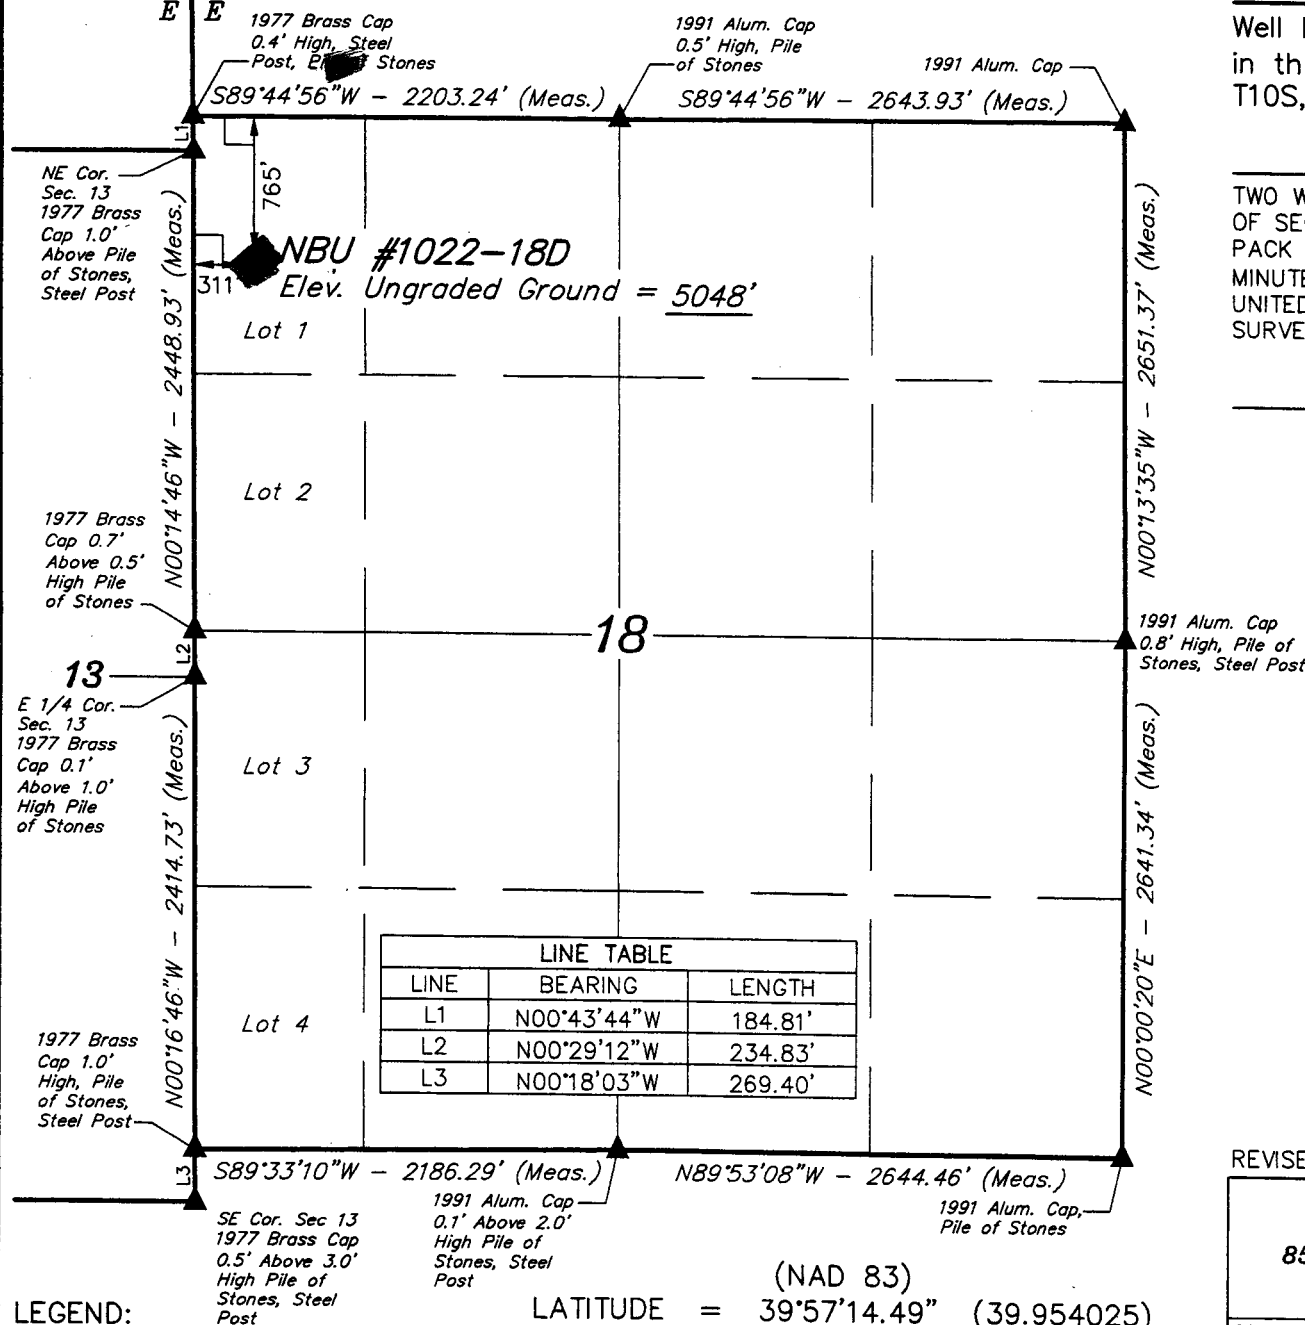 E E
1977 Brass Cap
0.4' High, Steel
Post, Stones
1991 Alum. Cap
0.5' High, Pile
of Stones
1991 Alum. Cap
S89°44'56"W - 2203.24' (Meas.)
S89°44'56"W - 2643.93' (Meas.)
Well
in
T10S,
L1
NE Cor.
Sec. 13
1977 Brass
Cap 1.0'
Above Pile
of Stones,
Steel Post
765'
311
NBU #1022-18D
Elev. Ungraded Ground = 5048'
TWO
OF
PACK
UNITED
Lot 1
N00°14'46"W - 2448.93' (Meas.)
N00°13'35"W - 2651.37' (Meas.)
Lot 2
1977 Brass
Cap 0.7'
Above 0.5'
High Pile
of Stones
18
1991 Alum. Cap
0.8' High, Pile of
Stones, Steel Post
L2
13
E 1/4 Cor.
Sec. 13
1977 Brass
Cap 0.1'
Above 1.0'
High Pile
of Stones
Lot 3
N00°16'46"W - 2414.73' (Meas.)
N00°00'20"E - 2641.34' (Meas.)
LINE TABLE
LINE BEARING LENGTH
L1 N00°43'44"W 184.81'
L2 N00°29'12"W 234.83'
L3 N00°18'03"W 269.40'
Lot 4
1977 Brass
Cap 1.0'
High, Pile
of Stones,
Steel Post
L3
S89°33'10"W - 2186.29' (Meas.)
N89°53'08"W - 2644.46' (Meas.)
1991 Alum. Cap
0.1' Above 2.0'
High Pile of
Stones, Steel
Post
1991 Alum. Cap,
Pile of Stones
SE Cor. Sec 13
1977 Brass Cap
0.5' Above 3.0'
High Pile of
Stones, Steel
Post
REVISE
85
LEGEND:
(NAD 83)
LATITUDE = 39°57'14.49" (39.954025)